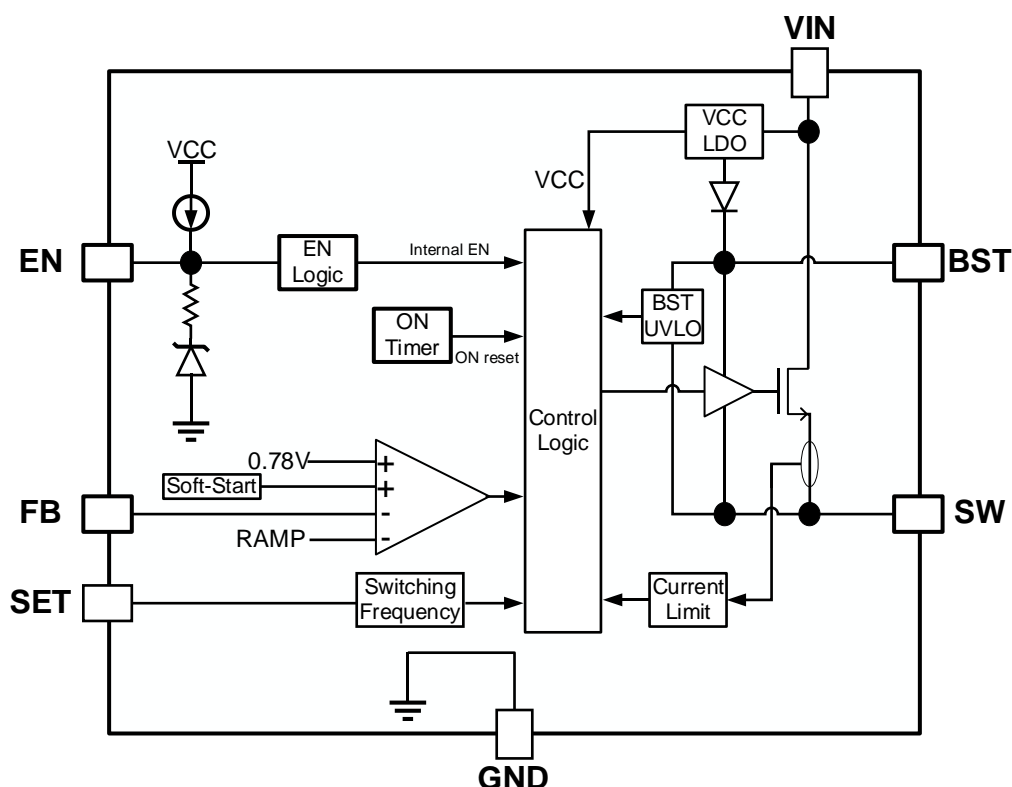 VIN
VCC
LDO
VCC
VCC
EN
EN
Logic
Internal EN
BST
BST
UVLO
ON
Timer
ON reset
Control
Logic
0.78V
+
Soft-Start
+
FB
-
RAMP
-
SW
SET
Switching
Frequency
Current
Limit
GND